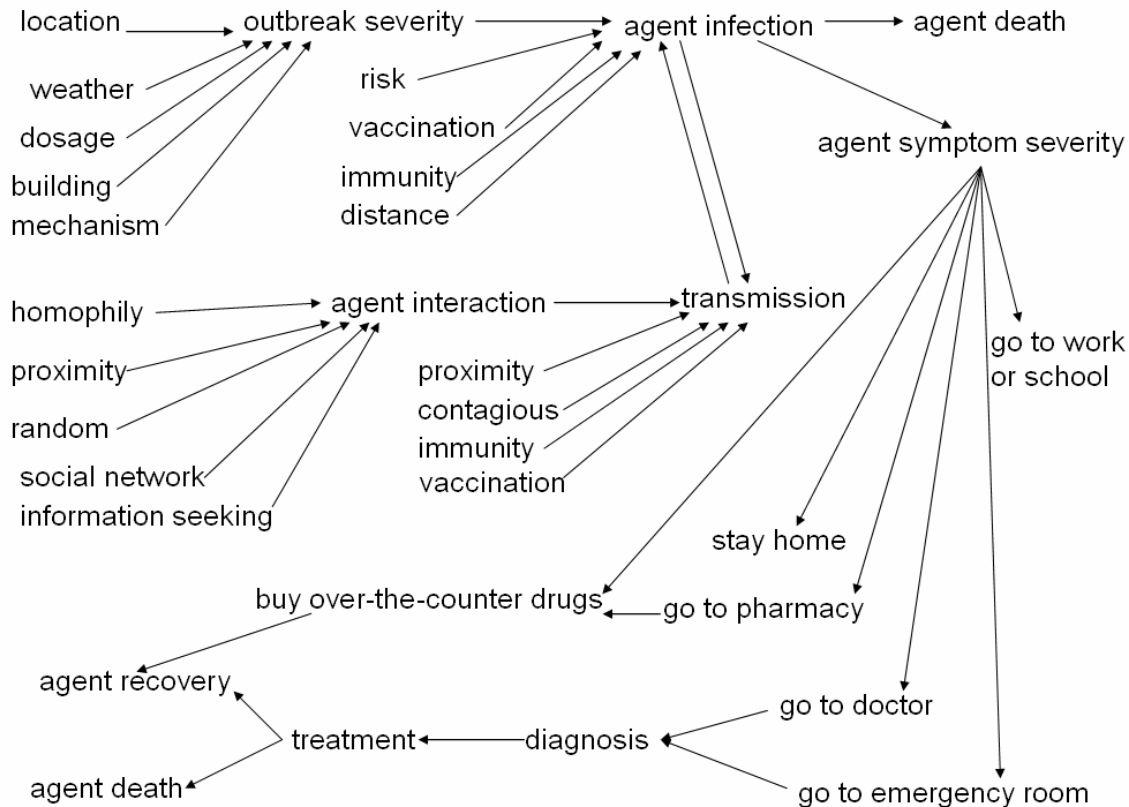 location
outbreak severity
agent infection
agent death
weather
risk
dosage
vaccination
agent symptom severity
building
immunity
mechanism
distance
homophily
agent interaction
transmission
go to work
or school
proximity
proximity
random
contagious
social network
immunity
information seeking
vaccination
stay home
buy over-the-counter drugs
go to pharmacy
agent recovery
go to doctor
treatment
diagnosis
agent death
go to emergency room